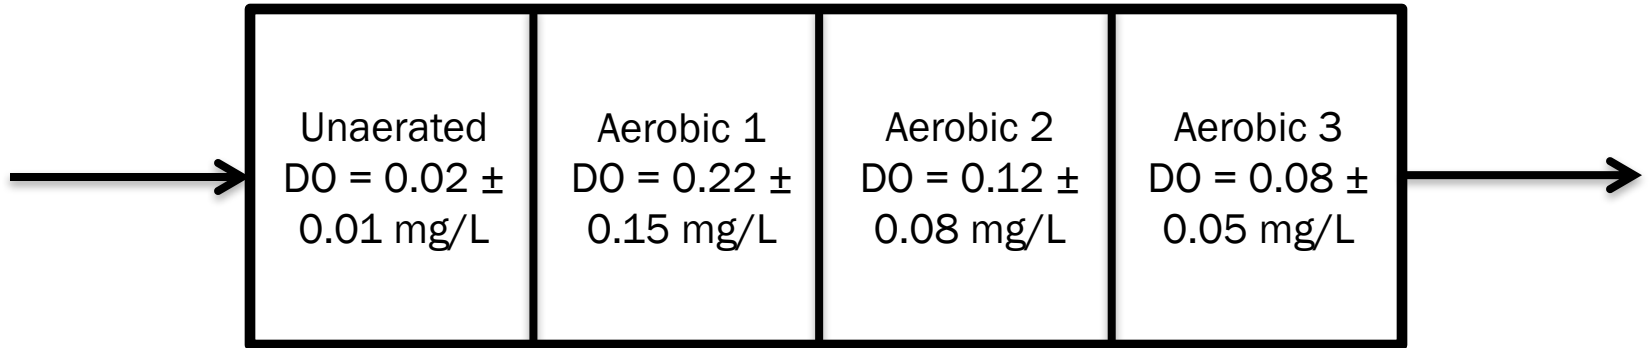 Unaerated
DO = 0.02 ±
0.01 mg/L
Aerobic 1
DO = 0.22 ±
0.15 mg/L
Aerobic 2
DO = 0.12 ±
0.08 mg/L
Aerobic 3
DO = 0.08 ±
0.05 mg/L